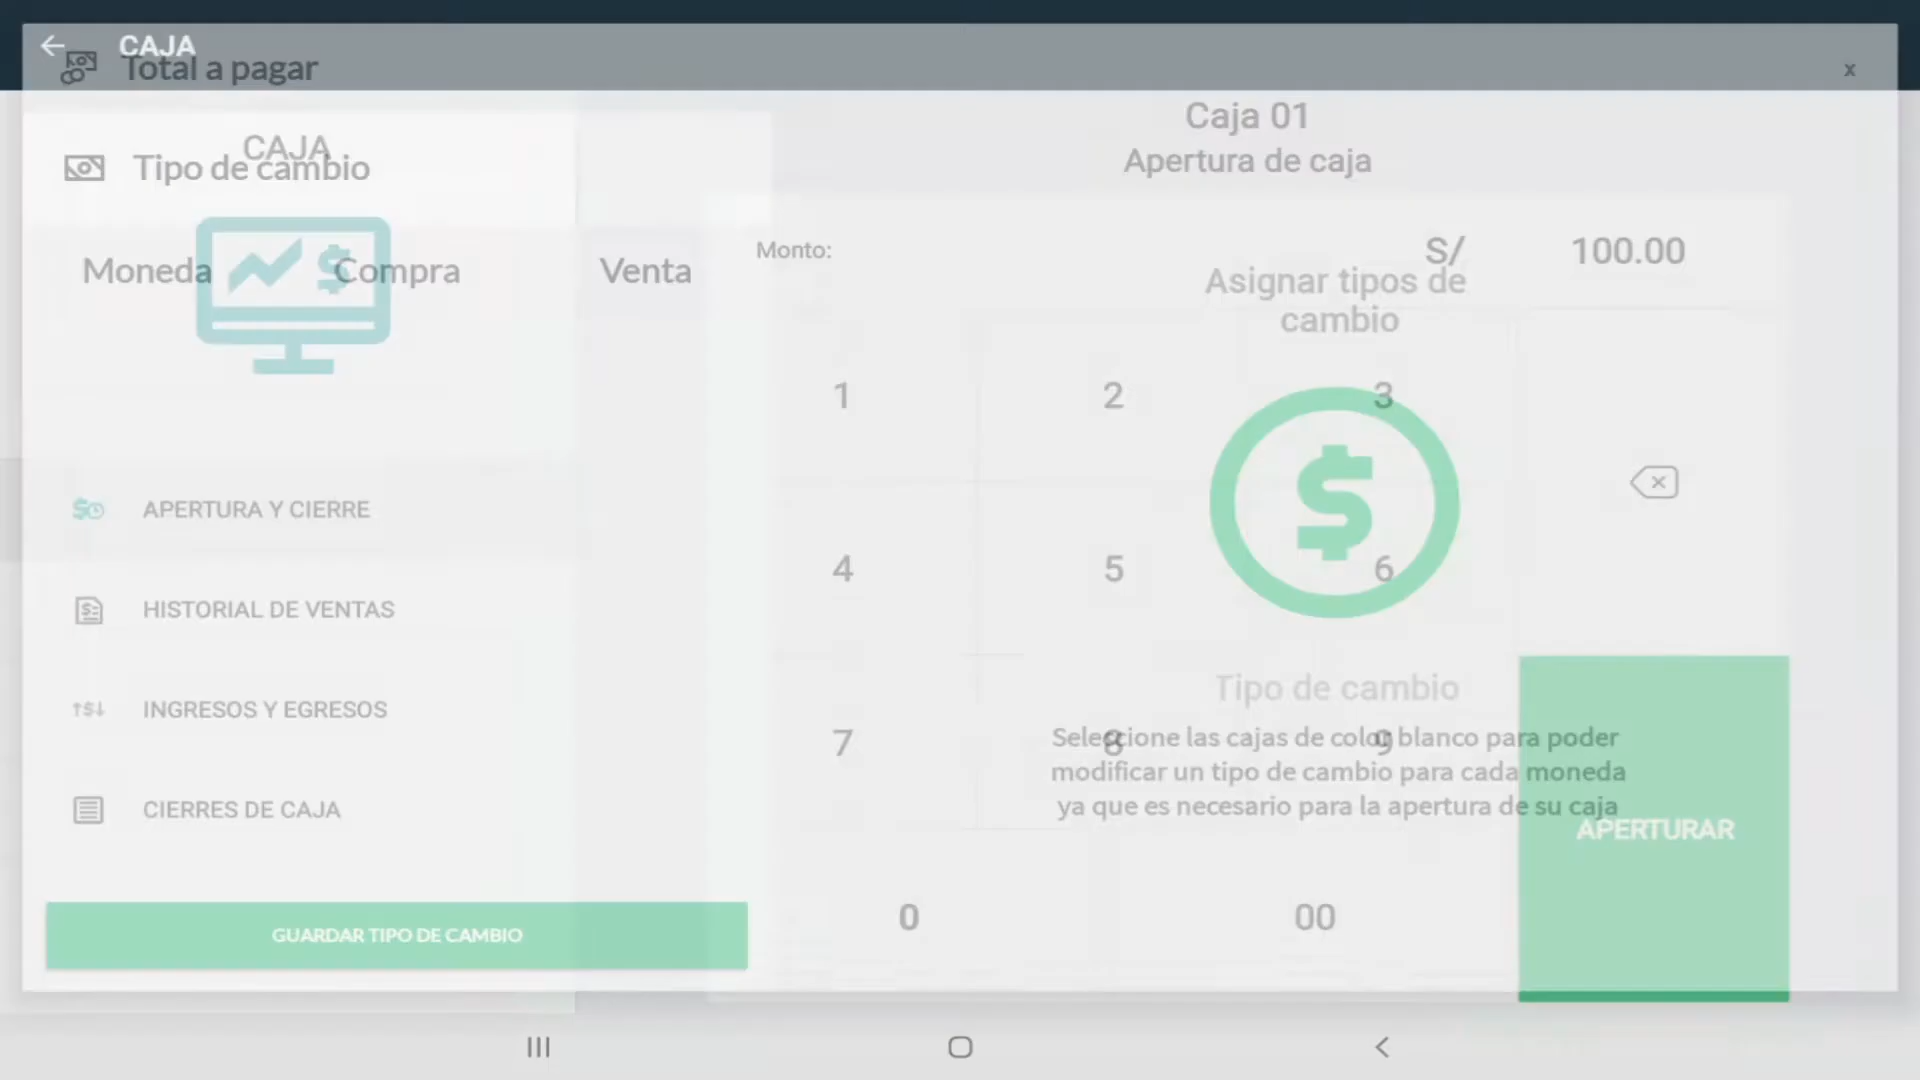 CAJA
Total a pagar
x
CAJA
Tipo de cambio
Moneda
Compra
Venta
APERTURA Y CIERRE
HISTORIAL DE VENTAS
INGRESOS Y EGRESOS
CIERRES DE CAJA
GUARDAR TIPO DE CAMBIO
Caja 01
Apertura de caja
Monto:
S/
100.00
Asignar tipos de
cambio
1
2
3
4
5
6
7
8
9
0
00
Tipo de cambio
Seleccione las cajas de color blanco para poder
modificar un tipo de cambio para cada moneda
ya que es necesario para la apertura de su caja
APERTURAR